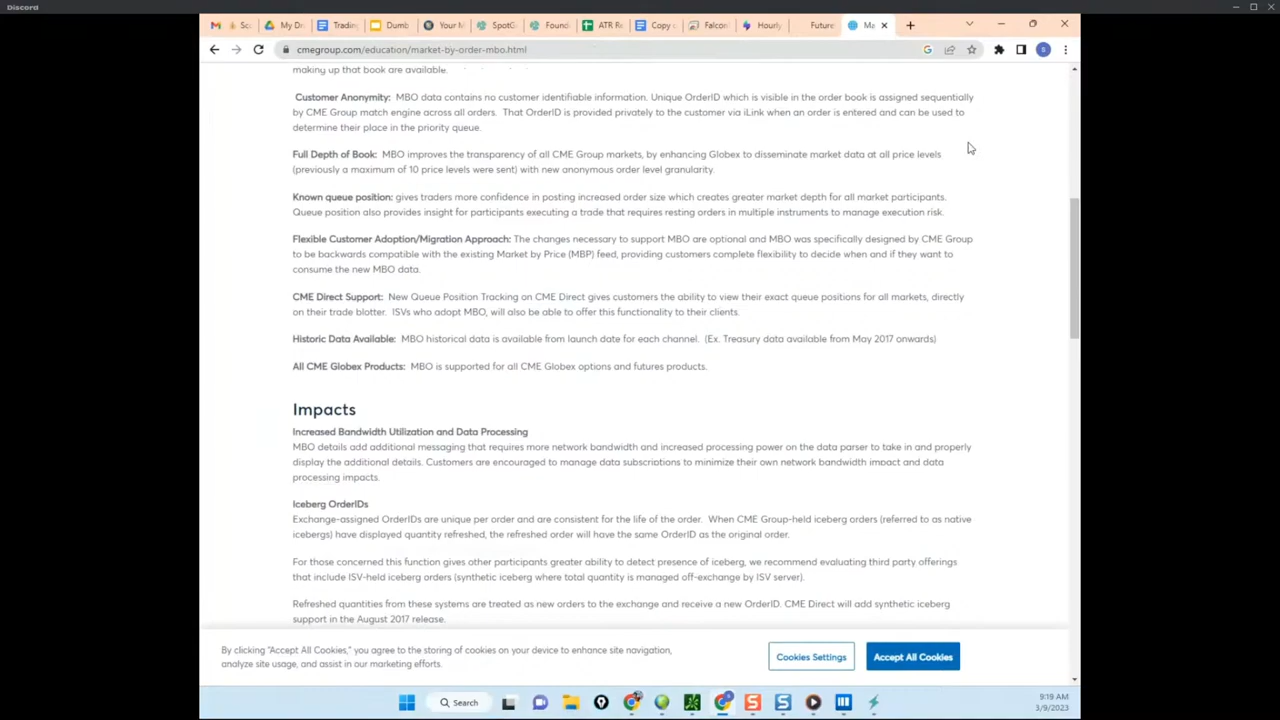 Discord
Sc
My Dr
Trading
Dumb
Your M
SpotG
Found
ATR Re
Copy o
Falcon
Hourly
Future
Ma
cmegroup.com/education/market-by-order-mbo.html
making up that book are available.
Customer Anonymity: MBO data contains no customer identifiable information. Unique OrderID which is visible in the order book is assigned sequentially
by CME Group match engine across all orders. That OrderID is provided privately to the customer via iLink when an order is entered and can be used to
determine their place in the priority queue.
Full Depth of Book: MBO improves the transparency of all CME Group markets, by enhancing Globex to disseminate market data at all price levels
(previously a maximum of 10 price levels were sent) with new anonymous order level granularity.
Known queue position: gives traders more confidence in posting increased order size which creates greater market depth for all market participants.
Queue position also provides insight for participants executing a trade that requires resting orders in multiple instruments to manage execution risk.
Flexible Customer Adoption/Migration Approach: The changes necessary to support MBO are optional and MBO was specifically designed by CME Group
to be backwards compatible with the existing Market by Price (MBP) feed, providing customers complete flexibility to decide when and if they want to
consume the new MBO data.
CME Direct Support: New Queue Position Tracking on CME Direct gives customers the ability to view their exact queue positions for all markets, directly
on their trade blotter. ISVs who adopt MBO, will also be able to offer this functionality to their clients.
Historic Data Available: MBO historical data is available from launch date for each channel. (Ex. Treasury data available from May 2017 onwards)
All CME Globex Products: MBO is supported for all CME Globex options and futures products.
Impacts
Increased Bandwidth Utilization and Data Processing
MBO details add additional messaging that requires more network bandwidth and increased processing power on the data parser to take in and properly
display the additional details. Customers are encouraged to manage data subscriptions to minimize their own network bandwidth impact and data
processing impacts.
Iceberg OrderIDs
Exchange-assigned OrderIDs are unique per order and are consistent for the life of the order. When CME Group-held iceberg orders (referred to as native
icebergs) have displayed quantity refreshed, the refreshed order will have the same OrderID as the original order.
For those concerned this function gives other participants greater ability to detect presence of iceberg, we recommend evaluating third party offerings
that include ISV-held iceberg orders (synthetic iceberg where total quantity is managed off-exchange by ISV server).
Refreshed quantities from these systems are treated as new orders to the exchange and receive a new OrderID. CME Direct will add synthetic iceberg
support in the August 2017 release.
By clicking "Accept All Cookies," you agree to the storing of cookies on your device to enhance site navigation,
analyze site usage, and assist in our marketing efforts.
Cookies Settings
Accept All Cookies
Search
9:19 AM
3/9/2023